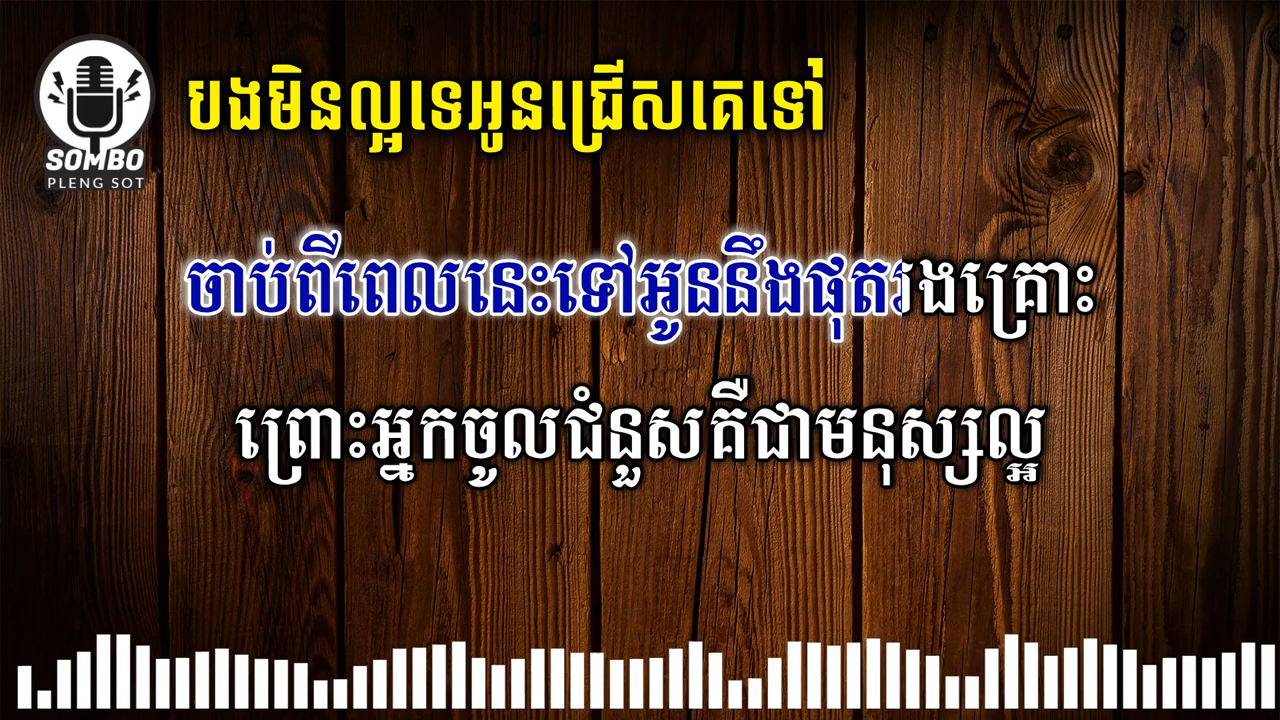 SOMBO
PLENG SOT
បងមិនល្អទេអូនជ្រើសគេទៅ
ចាប់ពីពេលនេះទៅអូននឹងផុតរងគ្រោះ
ព្រោះអ្នកចូលជំនួសគឺជាមនុស្សល្អ